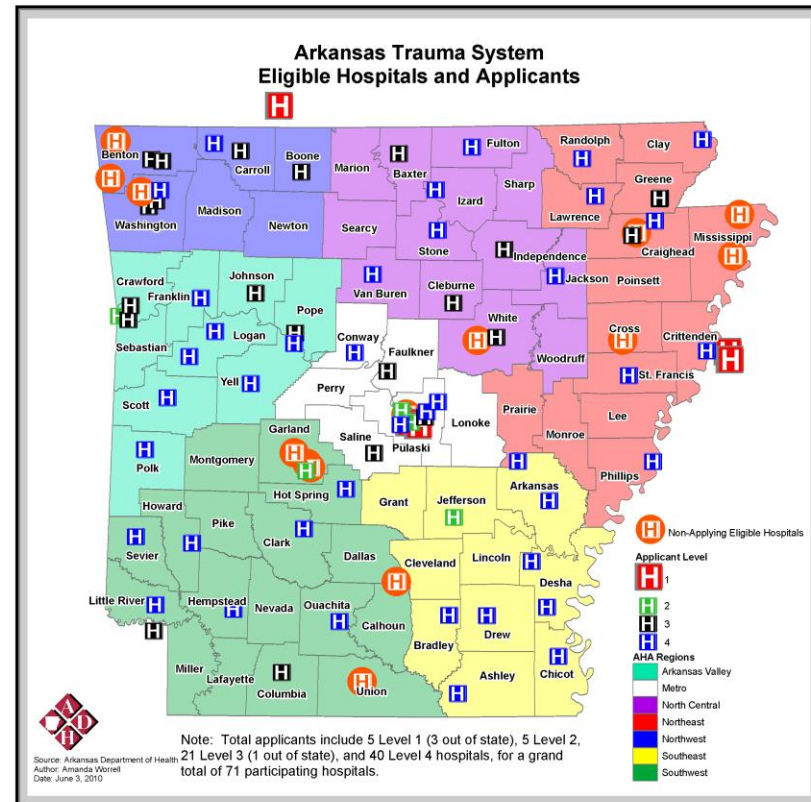 Arkansas Trauma System
Eligible Hospitals and Applicants
H
Benton
Carroll
Boone
Marion
Baxter
Fulton
Randolph
Clay
Izard
Sharp
Greene
Lawrence
Washington
Madison
Newton
Searcy
Stone
Independence
Craighead
Mississippi
Jackson
Poinsett
Crawford
Franklin
Johnson
Pope
Van Buren
Cleburne
White
Woodruff
Cross
Crittenden
St. Francis
Sebastian
Logan
Conway
Faulkner
Scott
Yell
Perry
Prairie
Lee
Monroe
Phillips
Garland
Saline
Pulaski
Lonoke
Polk
Montgomery
Hot Spring
Grant
Jefferson
Arkansas
Howard
Pike
Clark
Dallas
Sevier
Cleveland
Lincoln
Desha
Little River
Hempstead
Nevada
Ouachita
Calhoun
Bradley
Drew
Miller
Lafayette
Columbia
Union
Ashley
Chicot
H Non-Applying Eligible Hospitals
Applicant Level
H 1
H 2
H 3
H 4
AHA Regions
Arkansas Valley
Metro
North Central
Northeast
Northwest
Southeast
Southwest
ADH
Source: Arkansas Department of Health
Author: Amanda Worrell
Date: June 3, 2010
Note: Total applicants include 5 Level 1 (3 out of state), 5 Level 2,
21 Level 3 (1 out of state), and 40 Level 4 hospitals, for a grand
total of 71 participating hospitals.